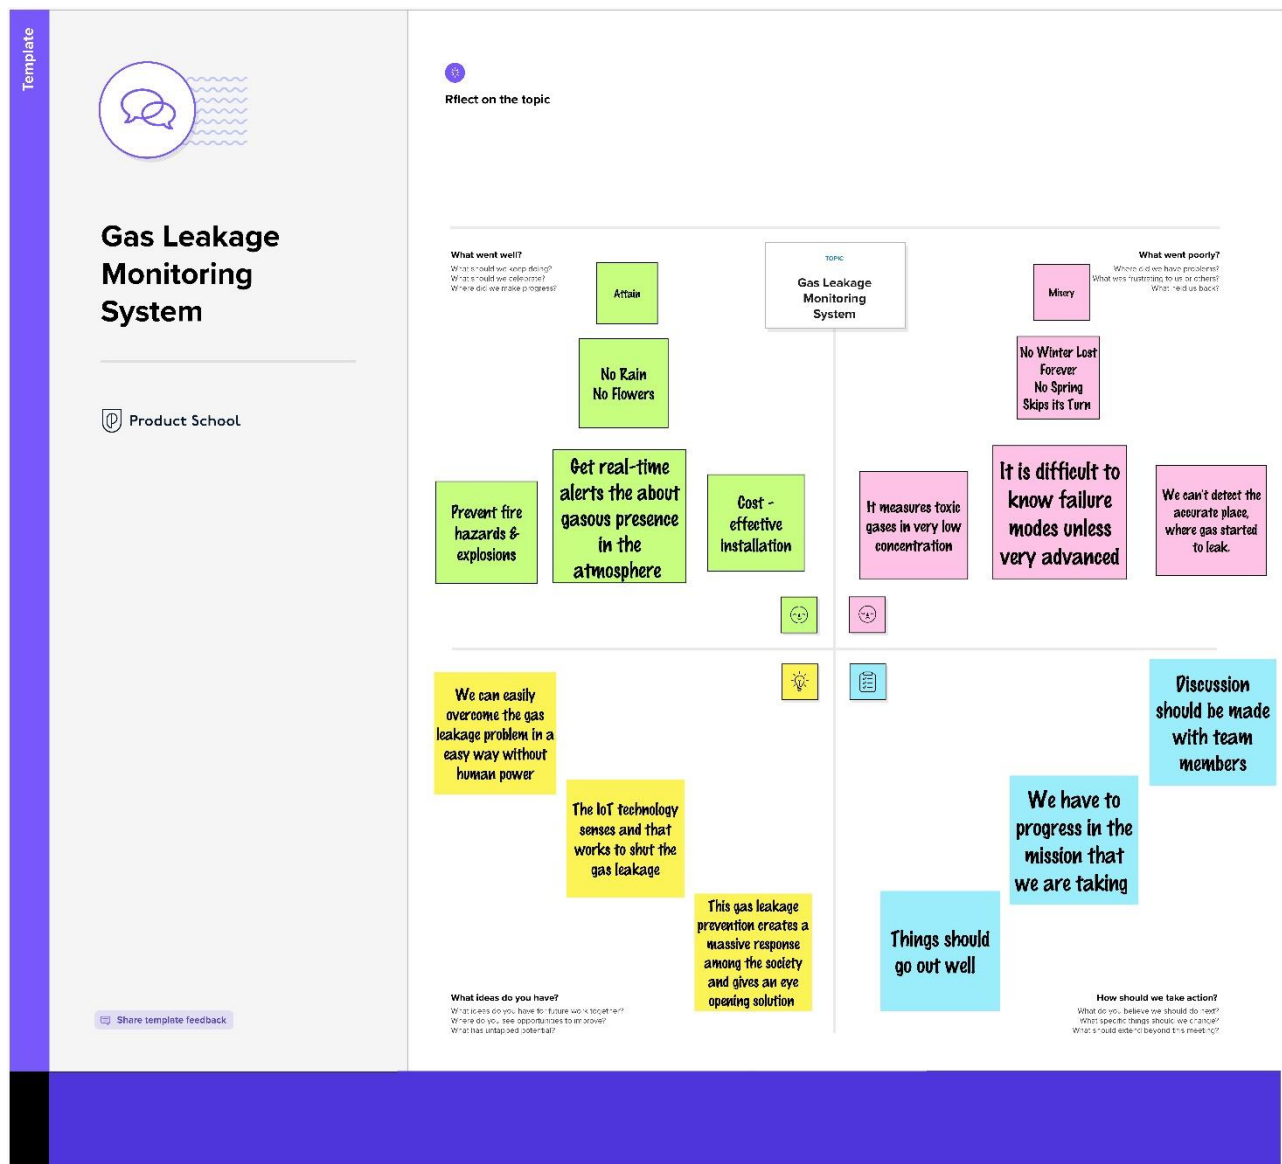 Template
Gas Leakage
Monitoring
System
Product School
Share template feedback
Rflect on the topic
What went well?
What should we keep doing?
What should we celebrate?
Where did we make progress?
Attain
No Rain
No Flowers
Prevent fire
hazards &
explosions
Get real-time
alerts the about
gasous presence
in the
atmosphere
Cost -
effective
Installation
TOPIC
Gas Leakage
Monitoring
System
What went poorly?
Where did we have problems?
What was frustrating to us or others?
What held us back?
Misery
No Winter Lost
Forever
No Spring
Skips its Turn
It measures toxic
gases in very low
concentration
It is difficult to
know failure
modes unless
very advanced
We can't detect the
accurate place,
where gas started
to leak.
We can easily
overcome the gas
leakage problem in a
easy way without
human power
The IoT technology
senses and that
works to shut the
gas leakage
This gas leakage
prevention creates a
massive response
among the society
and gives an eye
opening solution
What ideas do you have?
What ideas do you have for future work together?
Where do you see opportunities to improve?
What has untapped potential?
Discussion
should be made
with team
members
We have to
progress in the
mission that
we are taking
Things should
go out well
How should we take action?
What do you believe we should do next?
What specific things should we change?
What should extend beyond this meeting?